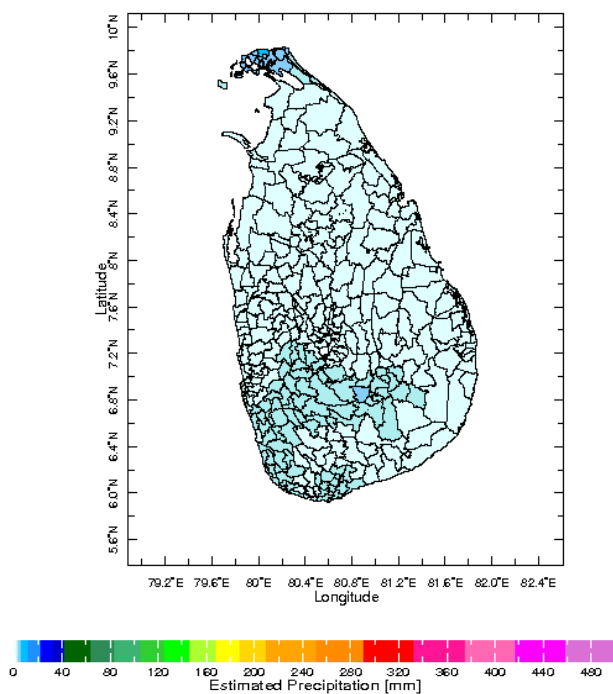 10°N
9.6°N
9.2°N
8.8°N
8.4°N
8°N
7.6°N
7.2°N
6.8°N
6.4°N
6.0°N
5.6°N
Latitude
79.2°E 79.6°E 80°E 80.4°E 80.8°E 81.2°E 81.6°E 82.0°E 82.4°E
Longitude
0 40 80 120 160 200 240 280 320 360 400 440 480
Estimated Precipitation [mm]